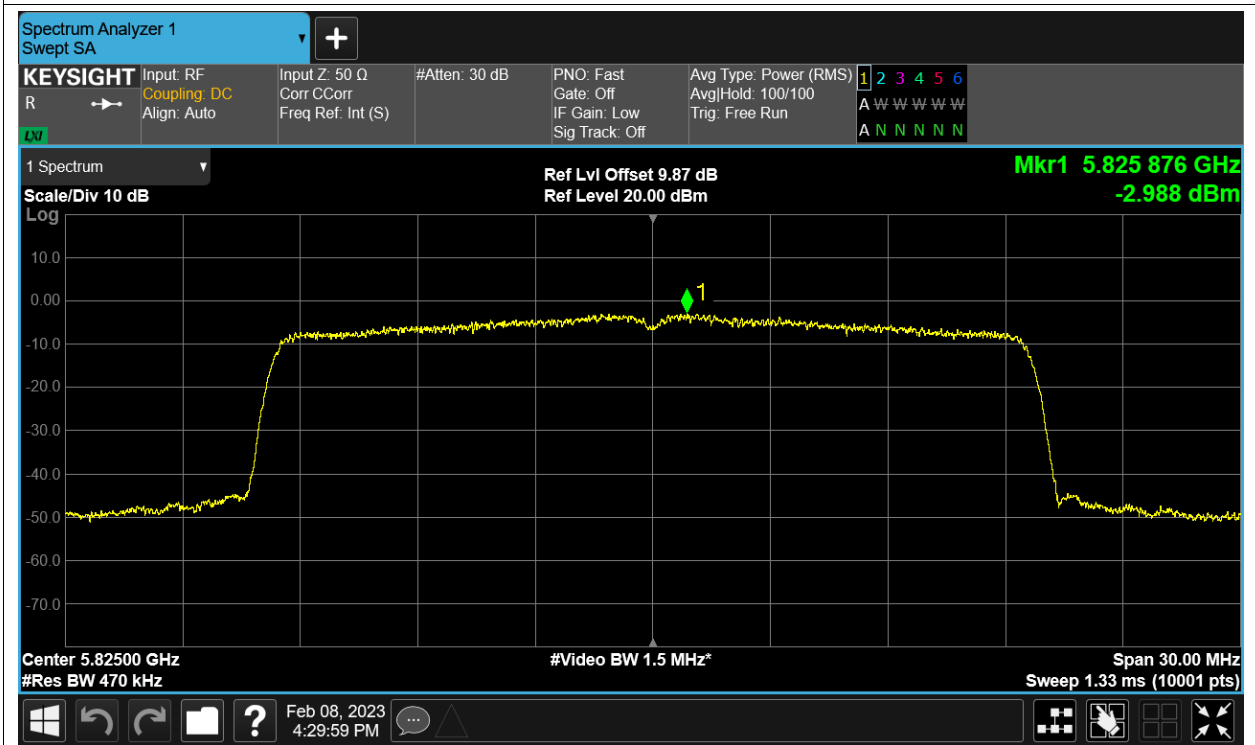 Spectrum Analyzer 1
Swept SA
KEYSIGHT
R
LXI
Input: RF
Coupling: DC
Align: Auto
Input Z: 50 Ω
Corr CCorr
Freq Ref: Int (S)
#Atten: 30 dB
PNO: Fast
Gate: Off
IF Gain: Low
Sig Track: Off
Avg Type: Power (RMS)
Avg|Hold: 100/100
Trig: Free Run
1 2 3 4 5 6
A W W W W W
A N N N N N
1 Spectrum
Scale/Div 10 dB
Log
Ref Lvl Offset 9.87 dB
Ref Level 20.00 dBm
Mkr1 5.825 876 GHz
-2.988 dBm
1
10.0
0.00
-10.0
-20.0
-30.0
-40.0
-50.0
-60.0
-70.0
Center 5.82500 GHz
#Res BW 470 kHz
#Video BW 1.5 MHz*
Span 30.00 MHz
Sweep 1.33 ms (10001 pts)
?
Feb 08, 2023
4:29:59 PM